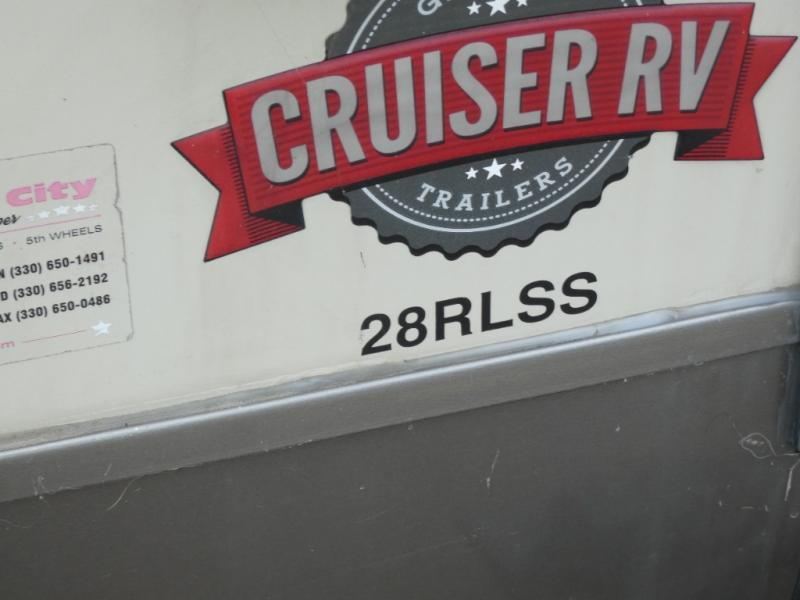 CRUISER RV
TRAILERS
28RLSS
City
5th WHEELS
(330) 650-1491
(330) 656-2192
(330) 650-0486